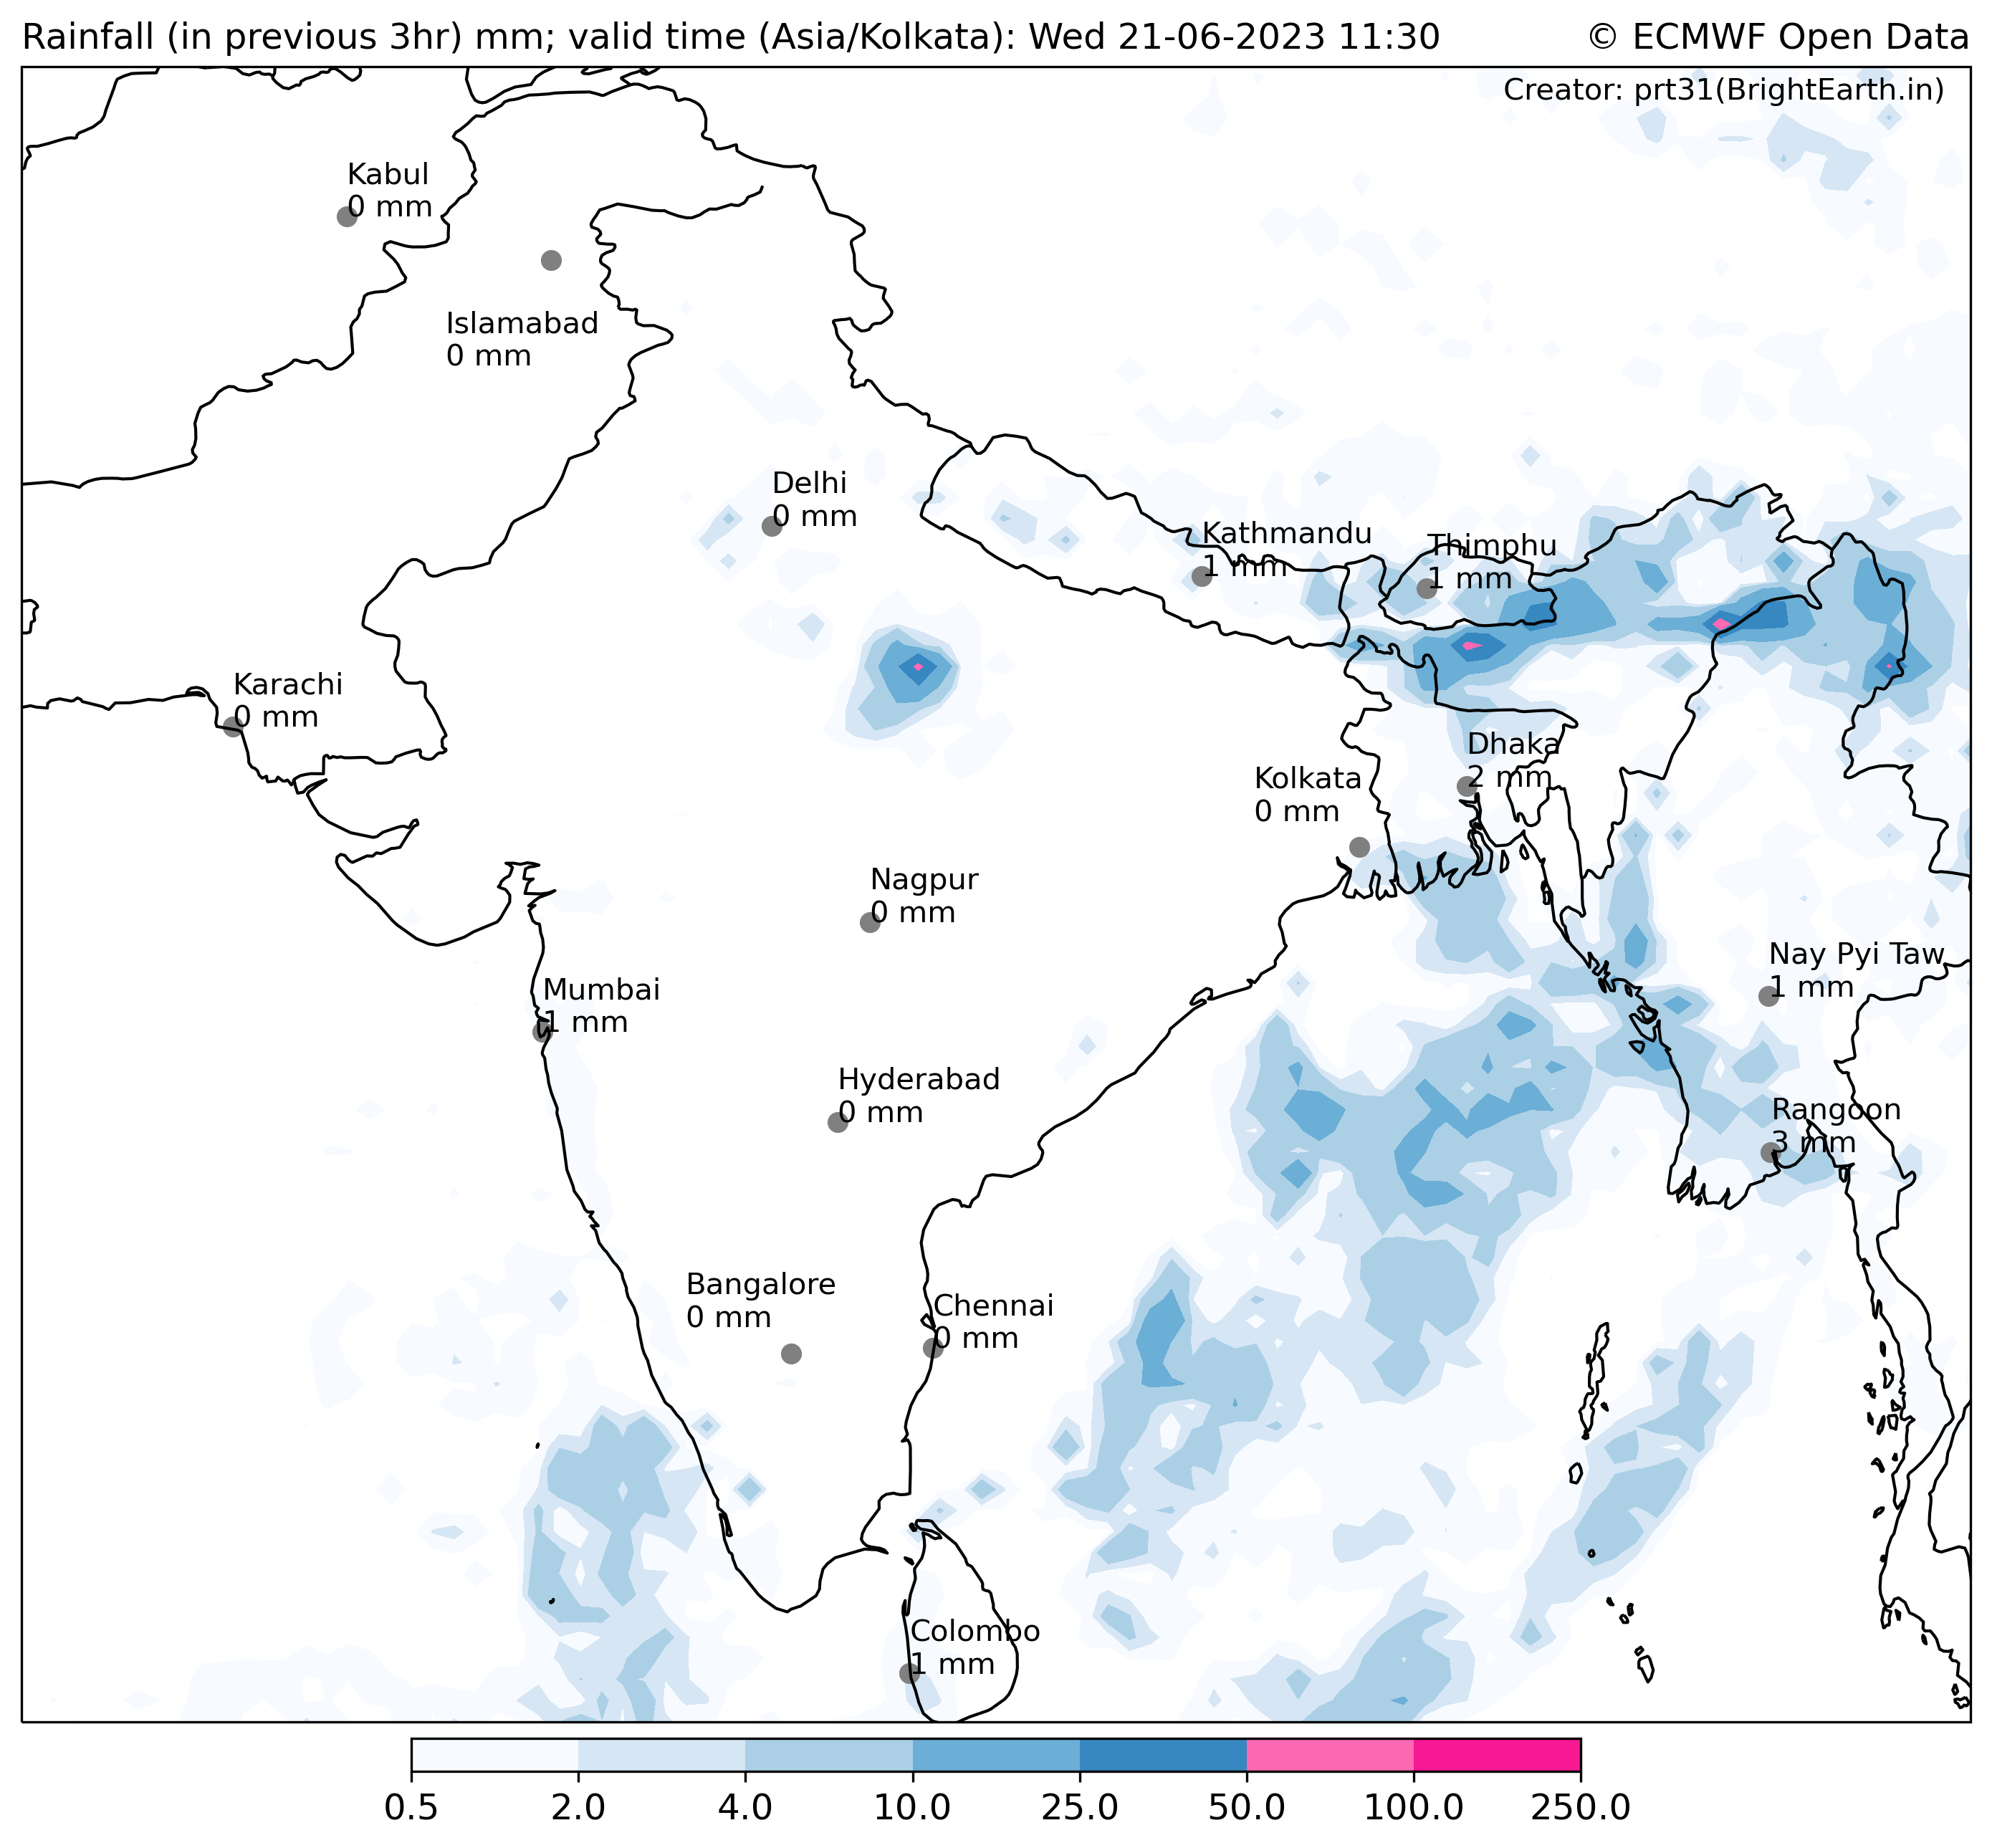 Rainfall (in previous 3hr) mm; valid time (Asia/Kolkata): Wed 21-06-2023 11:30
© ECMWF Open Data
Creator: prt31(BrightEarth.in)
Kabul
0 mm
Islamabad
0 mm
Delhi
0 mm
Kathmandu
1 mm
Thimphu
1 mm
Karachi
0 mm
Dhaka
2 mm
Kolkata
0 mm
Nagpur
0 mm
Nay Pyi Taw
1 mm
Mumbai
1 mm
Hyderabad
0 mm
Rangoon
3 mm
Bangalore
0 mm
Chennai
0 mm
Colombo
1 mm
0.5 2.0 4.0 10.0 25.0 50.0 100.0 250.0